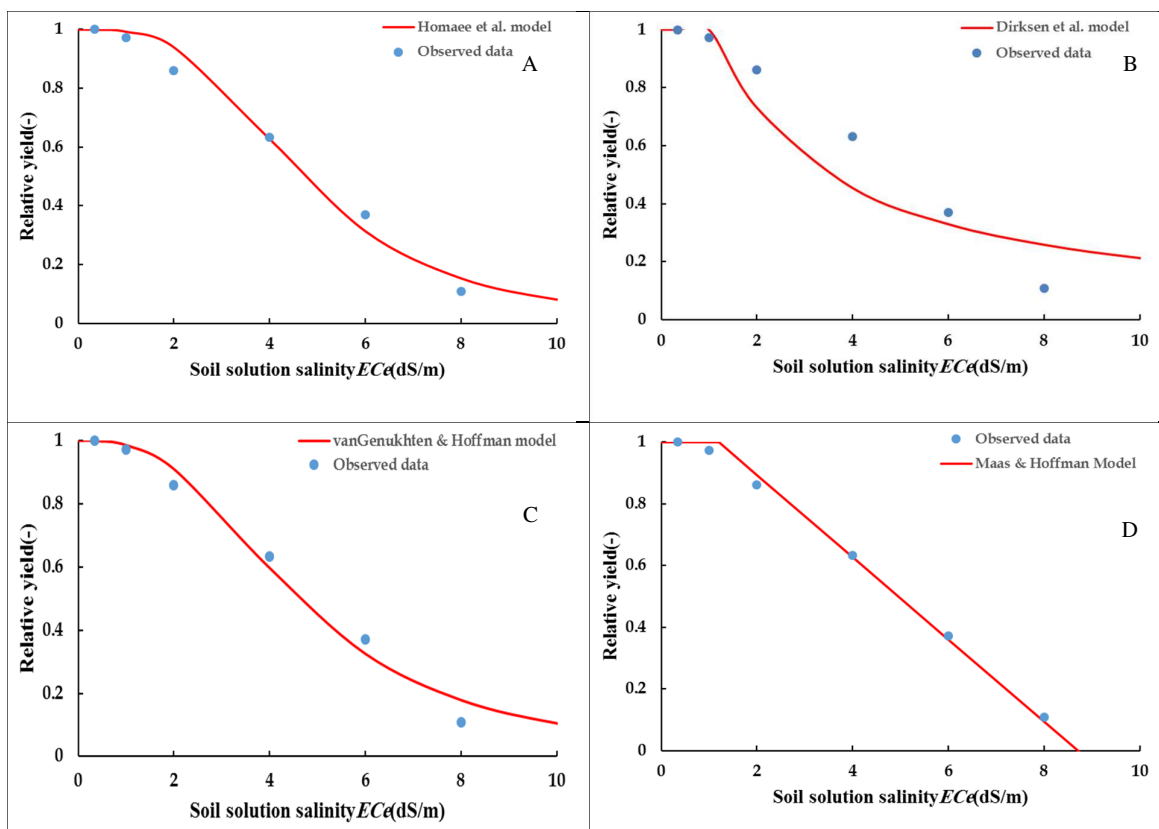 Homaee et al. model
Observed data
A
Relative yield(-)
1
0.8
0.6
0.4
0.2
0
0 2 4 6 8 10
Soil solution salinity ECe(dS/m)
Dirksen et al. model
Observed data
B
Relative yield(-)
1
0.8
0.6
0.4
0.2
0
0 2 4 6 8 10
Soil solution salinity ECe(dS/m)
vanGenukhten & Hoffman model
Observed data
C
Relative yield(-)
1
0.8
0.6
0.4
0.2
0
0 2 4 6 8 10
Soil solution salinity ECe(dS/m)
Observed data
Maas & Hoffman Model
D
Relative yield(-)
1
0.8
0.6
0.4
0.2
0
0 2 4 6 8 10
Soil solution salinity ECe(dS/m)